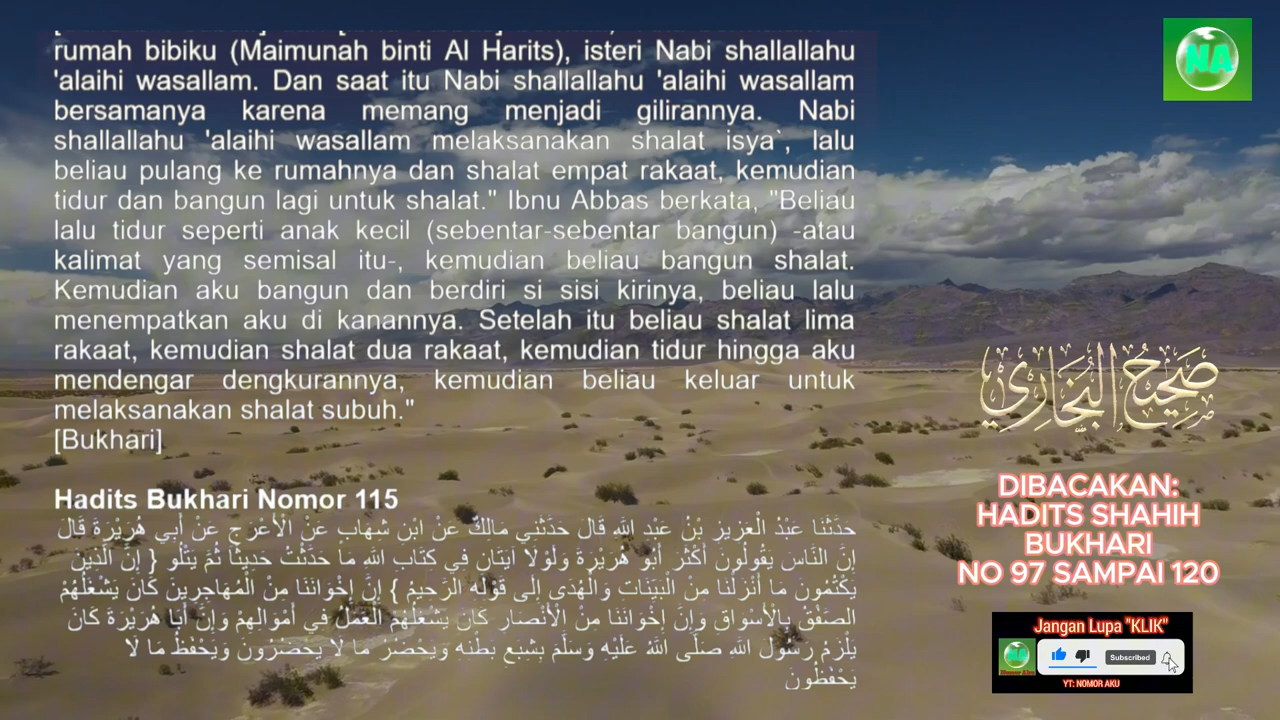 rumah bibiku (Maimunah binti Al Harits), isteri Nabi shallallahu
'alaihi wasallam. Dan saat itu Nabi shallallahu 'alaihi wasallam
bersamanya karena memang menjadi gilirannya. Nabi
shallallahu 'alaihi wasallam melaksanakan shalat isya`, lalu
beliau pulang ke rumahnya dan shalat empat rakaat, kemudian
tidur dan bangun lagi untuk shalat." Ibnu Abbas berkata, "Beliau
lalu tidur seperti anak kecil (sebentar-sebentar bangun) -atau
kalimat yang semisal itu-, kemudian beliau bangun shalat.
Kemudian aku bangun dan berdiri si sisi kirinya, beliau lalu
menempatkan aku di kanannya. Setelah itu beliau shalat lima
rakaat, kemudian shalat dua rakaat, kemudian tidur hingga aku
mendengar dengkurannya, kemudian beliau keluar untuk
melaksanakan shalat subuh."
[Bukhari]
Hadits Bukhari Nomor 115
حَدَّثَنَا عَبْدُ الْعَزِيزِ بْنُ عَبْدِ اللَّهِ قَالَ حَدَّثَنِي مَالِكٌ عَنْ ابْنِ شِهَابٍ عَنْ الْأَعْرَجِ عَنْ أَبِي هُرَيْرَةَ قَالَ
إِنَّ النَّاسَ يَقُولُونَ أَكْثَرَ أَبُو هُرَيْرَةَ وَلَوْلَا آيَتَانِ فِي كِتَابِ اللَّهِ مَا حَدَّثْتُ حَدِيثًا ثُمَّ يَتْلُو { إِنَّ الَّذِينَ
يَكْتُمُونَ مَا أَنْزَلْنَا مِنْ الْبَيِّنَاتِ وَالْهُدَى إِلَى قَوْلِهِ الرَّحِيمُ } إِنَّ إِخْوَانَنَا مِنْ الْمُهَاجِرِينَ كَانَ يَشْغَلُهُمْ
الصَّفْقُ بِالْأَسْوَاقِ وَإِنَّ إِخْوَانَنَا مِنْ الْأَنْصَارِ كَانَ يَشْغَلُهُمْ الْعَمَلُ فِي أَمْوَالِهِمْ وَإِنَّ أَبَا هُرَيْرَةَ كَانَ
يَلْزَمُ رَسُولَ اللَّهِ صَلَّى اللَّهُ عَلَيْهِ وَسَلَّمَ بِشِبَعِ بَطْنِهِ وَيَحْضُرُ مَا لَا يَحْضُرُونَ وَيَحْفَظُ مَا لَا
يَحْفَظُونَ
NA
صَحِيحُ الْبُخَارِيّ
DIBACAKAN:
HADITS SHAHIH
BUKHARI
NO 97 SAMPAI 120
Jangan Lupa "KLIK"
Subscribed
YT: NOMOR AKU